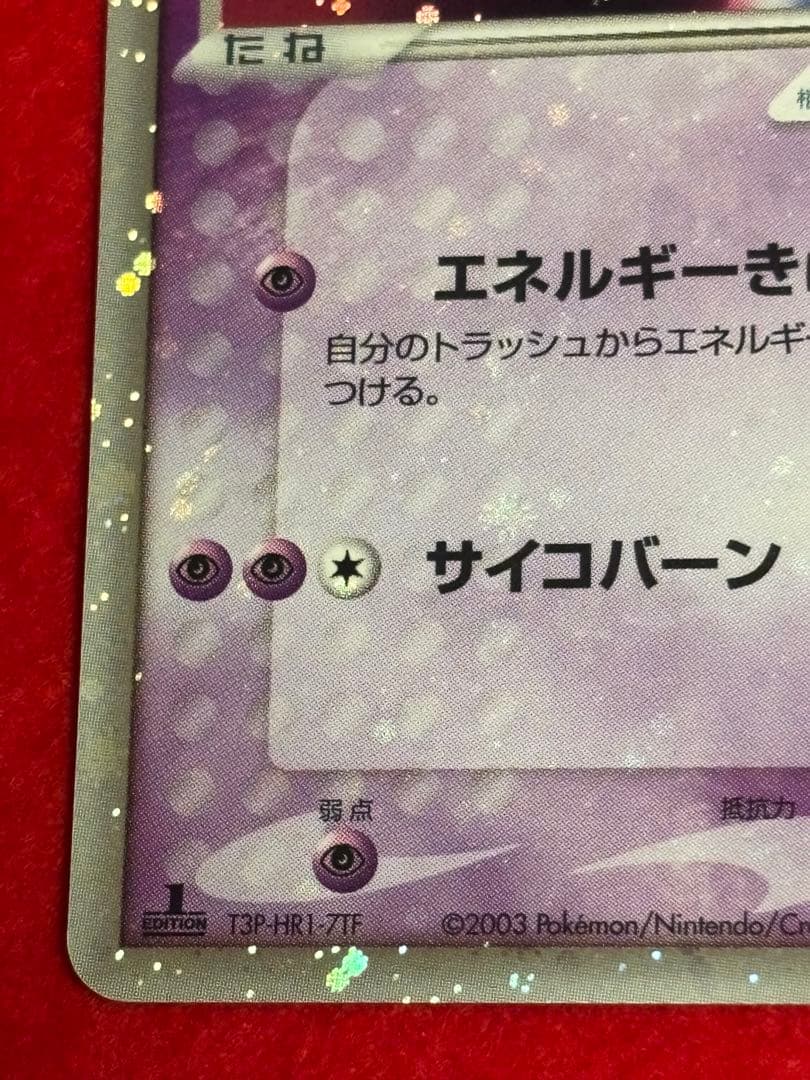 たね
エネルギーき
自分のトラッシュからエネルギ
つける。
サイコバーン
弱点
抵抗力
1
EDITION
T3P-HR1-7TF
©2003 Pokémon/Nintendo/Cr